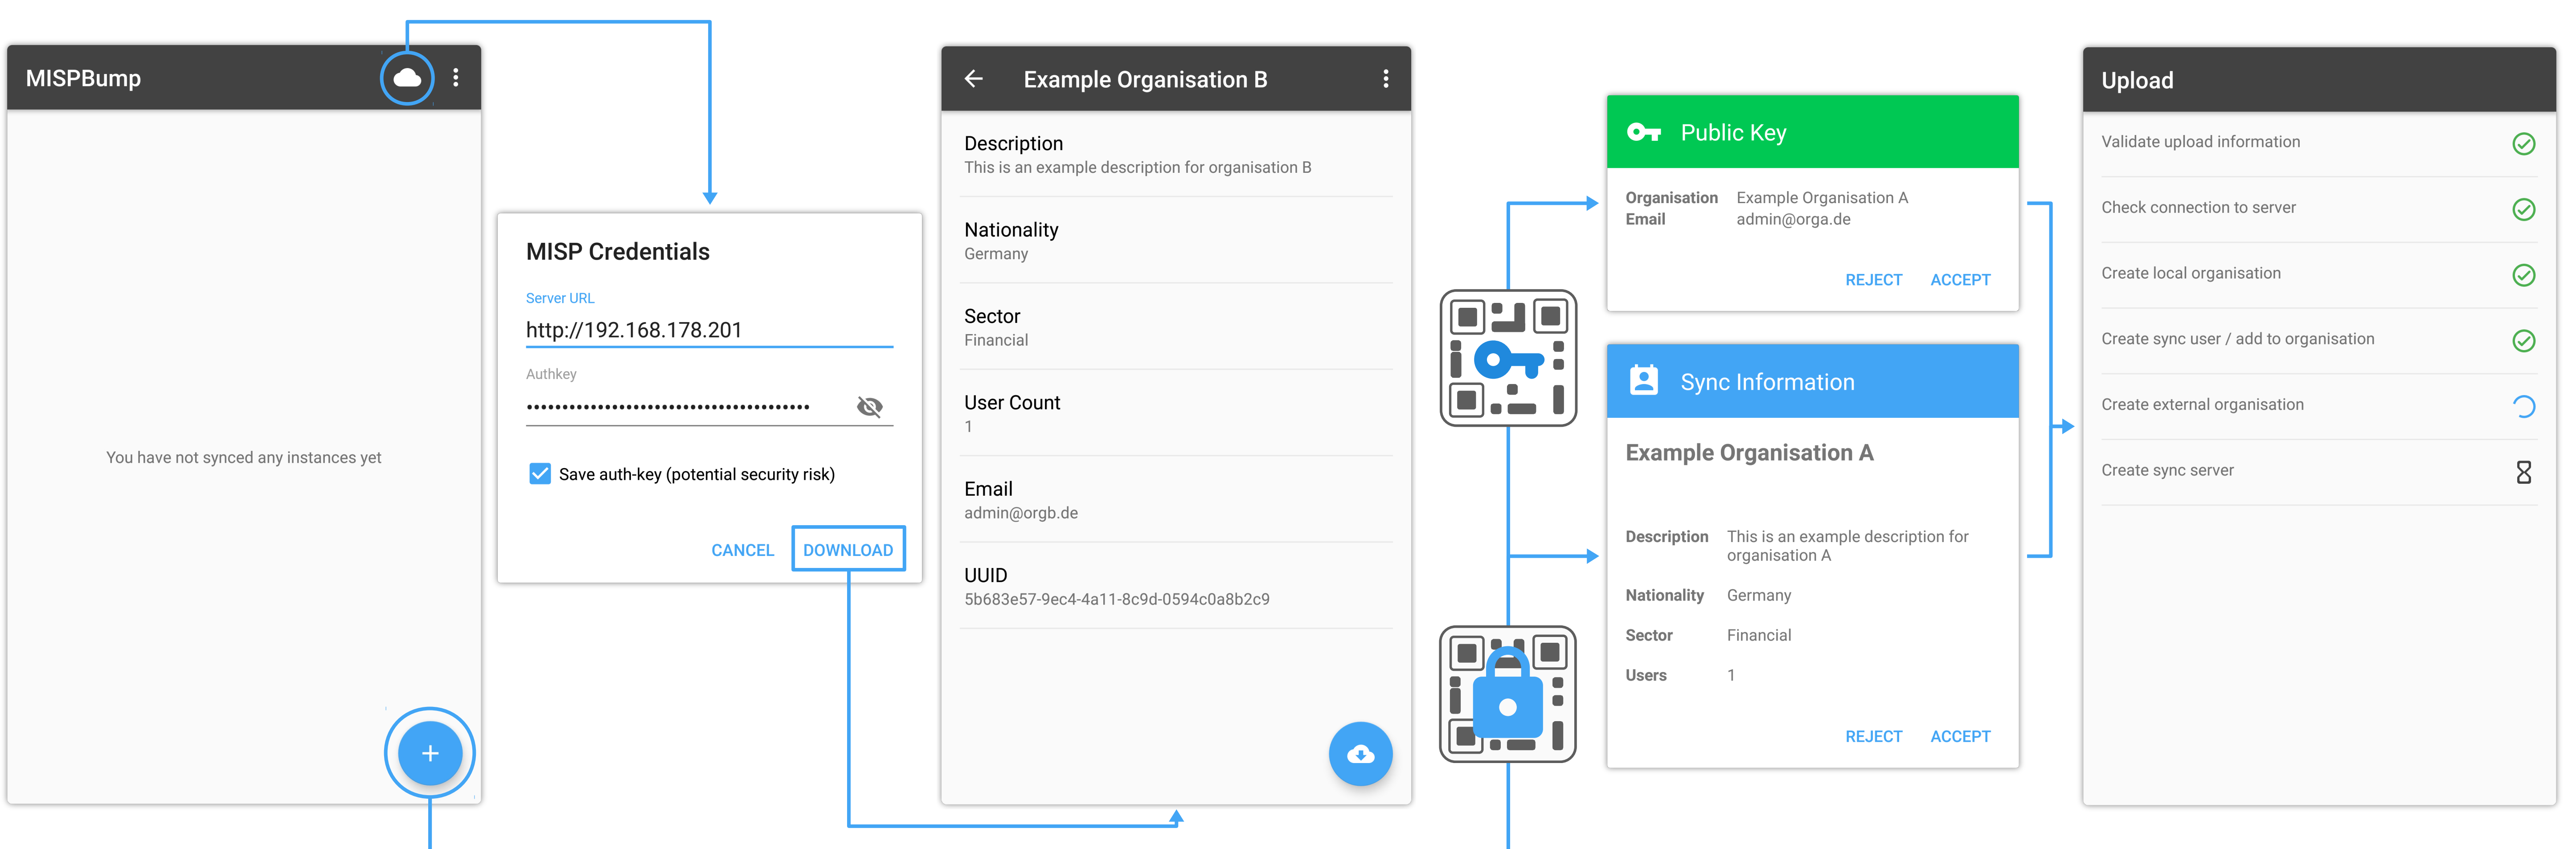 MISPBump
You have not synced any instances yet
MISP Credentials
Server URL
http://192.168.178.201
Authkey
Save auth-key (potential security risk)
CANCEL DOWNLOAD
Example Organisation B
Description
This is an example description for organisation B
Nationality
Germany
Sector
Financial
User Count
1
Email
admin@orgb.de
UUID
5b683e57-9ec4-4a11-8c9d-0594c0a8b2c9
Public Key
Organisation Example Organisation A
Email admin@orga.de
REJECT ACCEPT
Sync Information
Example Organisation A
Description This is an example description for
organisation A
Nationality Germany
Sector Financial
Users 1
REJECT ACCEPT
Upload
Validate upload information
Check connection to server
Create local organisation
Create sync user / add to organisation
Create external organisation
Create sync server